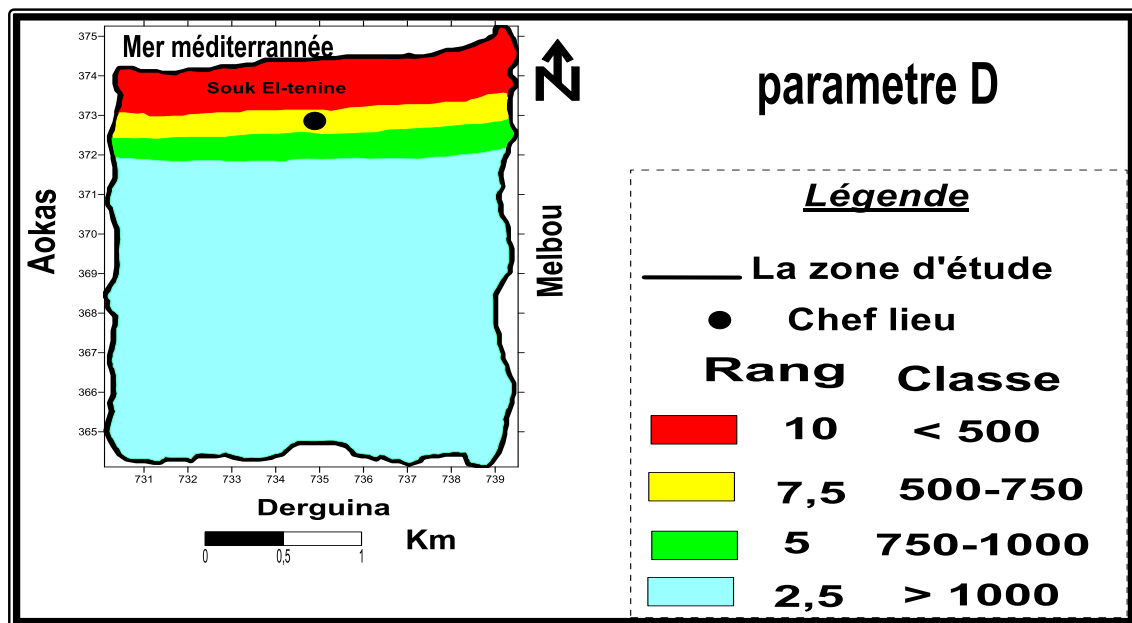 Mer méditerrannée
N
Souk El-tenine
375
374
373
372
371
370
369
368
367
366
365
731 732 733 734 735 736 737 738 739
Aokas
Melbou
Derguina
0 0,5 1
Km
parametre D
Légende
La zone d'étude
Chef lieu
Rang Classe
10 < 500
7,5 500-750
5 750-1000
2,5 > 1000